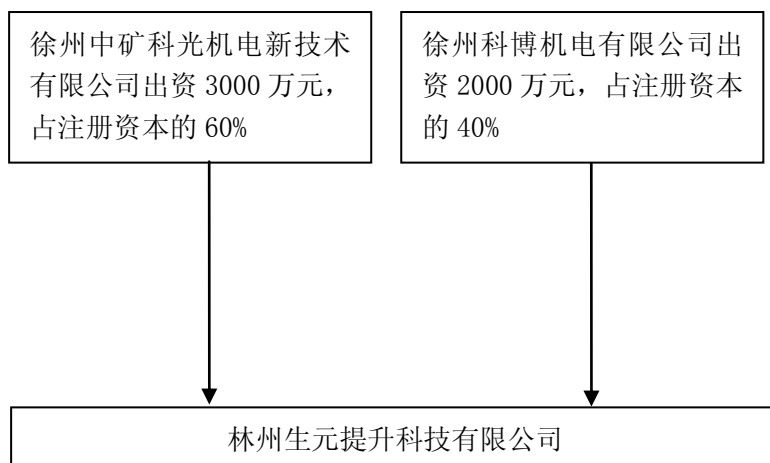 徐州中矿科光机电新技术
有限公司出资 3000 万元，
占注册资本的 60%
徐州科博机电有限公司出
资 2000 万元，占注册资本
的 40%
林州生元提升科技有限公司